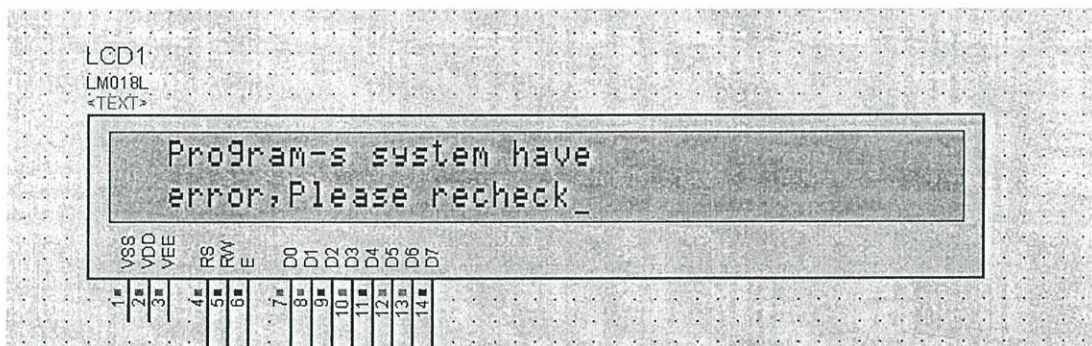 LCD1
LM018L
<TEXT>
Program-s system have
error,Please recheck_
VSS
VDD
VEE
RS
RW
E
D0
D1
D2
D3
D4
D5
D6
D7
1
2
3
4
5
6
7
8
9
10
11
12
13
14